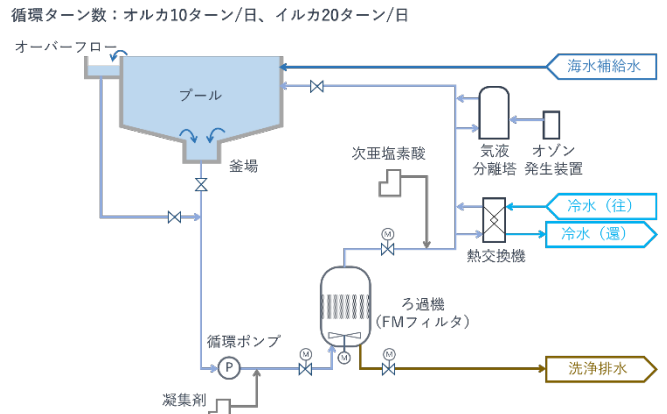 循環ターン数：オルカ10ターン/日、イルカ20ターン/日
オーバーフロー
海水補給水
プール
釜場
次亜塩素酸
気液
分離塔
オゾン
発生装置
冷水（往）
冷水（還）
熱交換機
M
ろ過機
（FMフィルタ）
循環ポンプ
P
M
M
M
洗浄排水
凝集剤